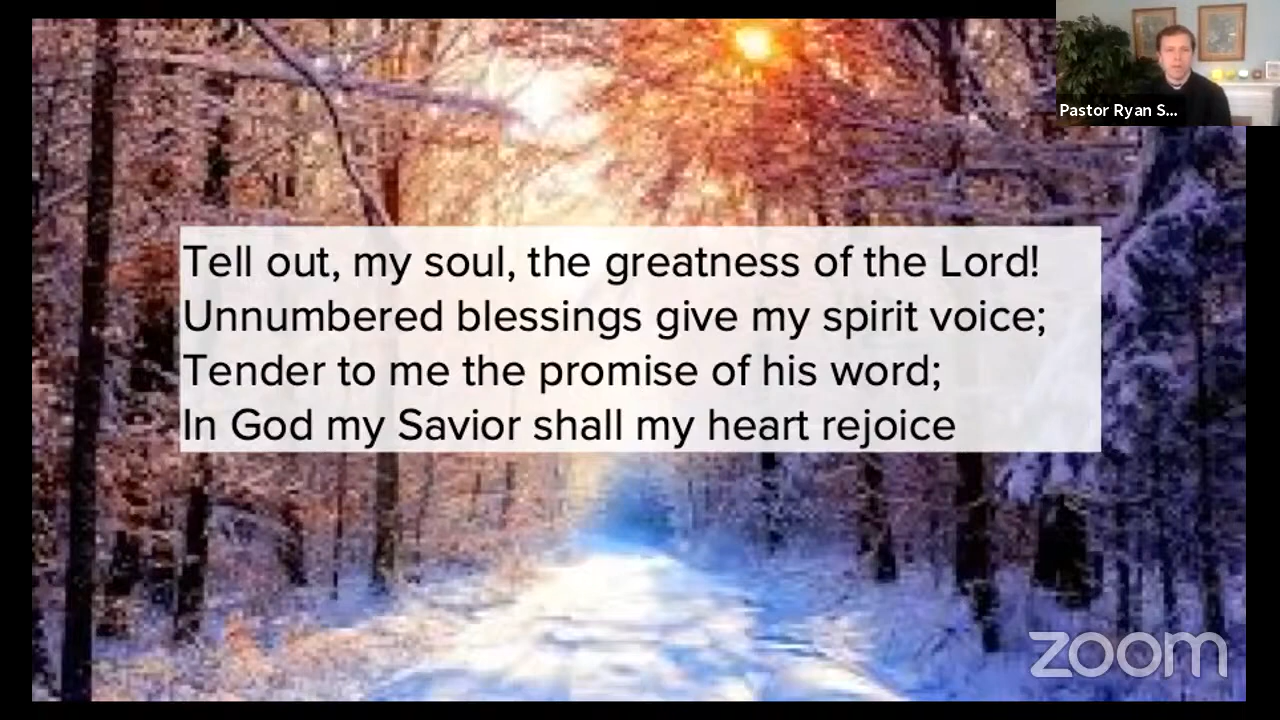 Pastor Ryan S...
Tell out, my soul, the greatness of the Lord!
Unnumbered blessings give my spirit voice;
Tender to me the promise of his word;
In God my Savior shall my heart rejoice
zoom